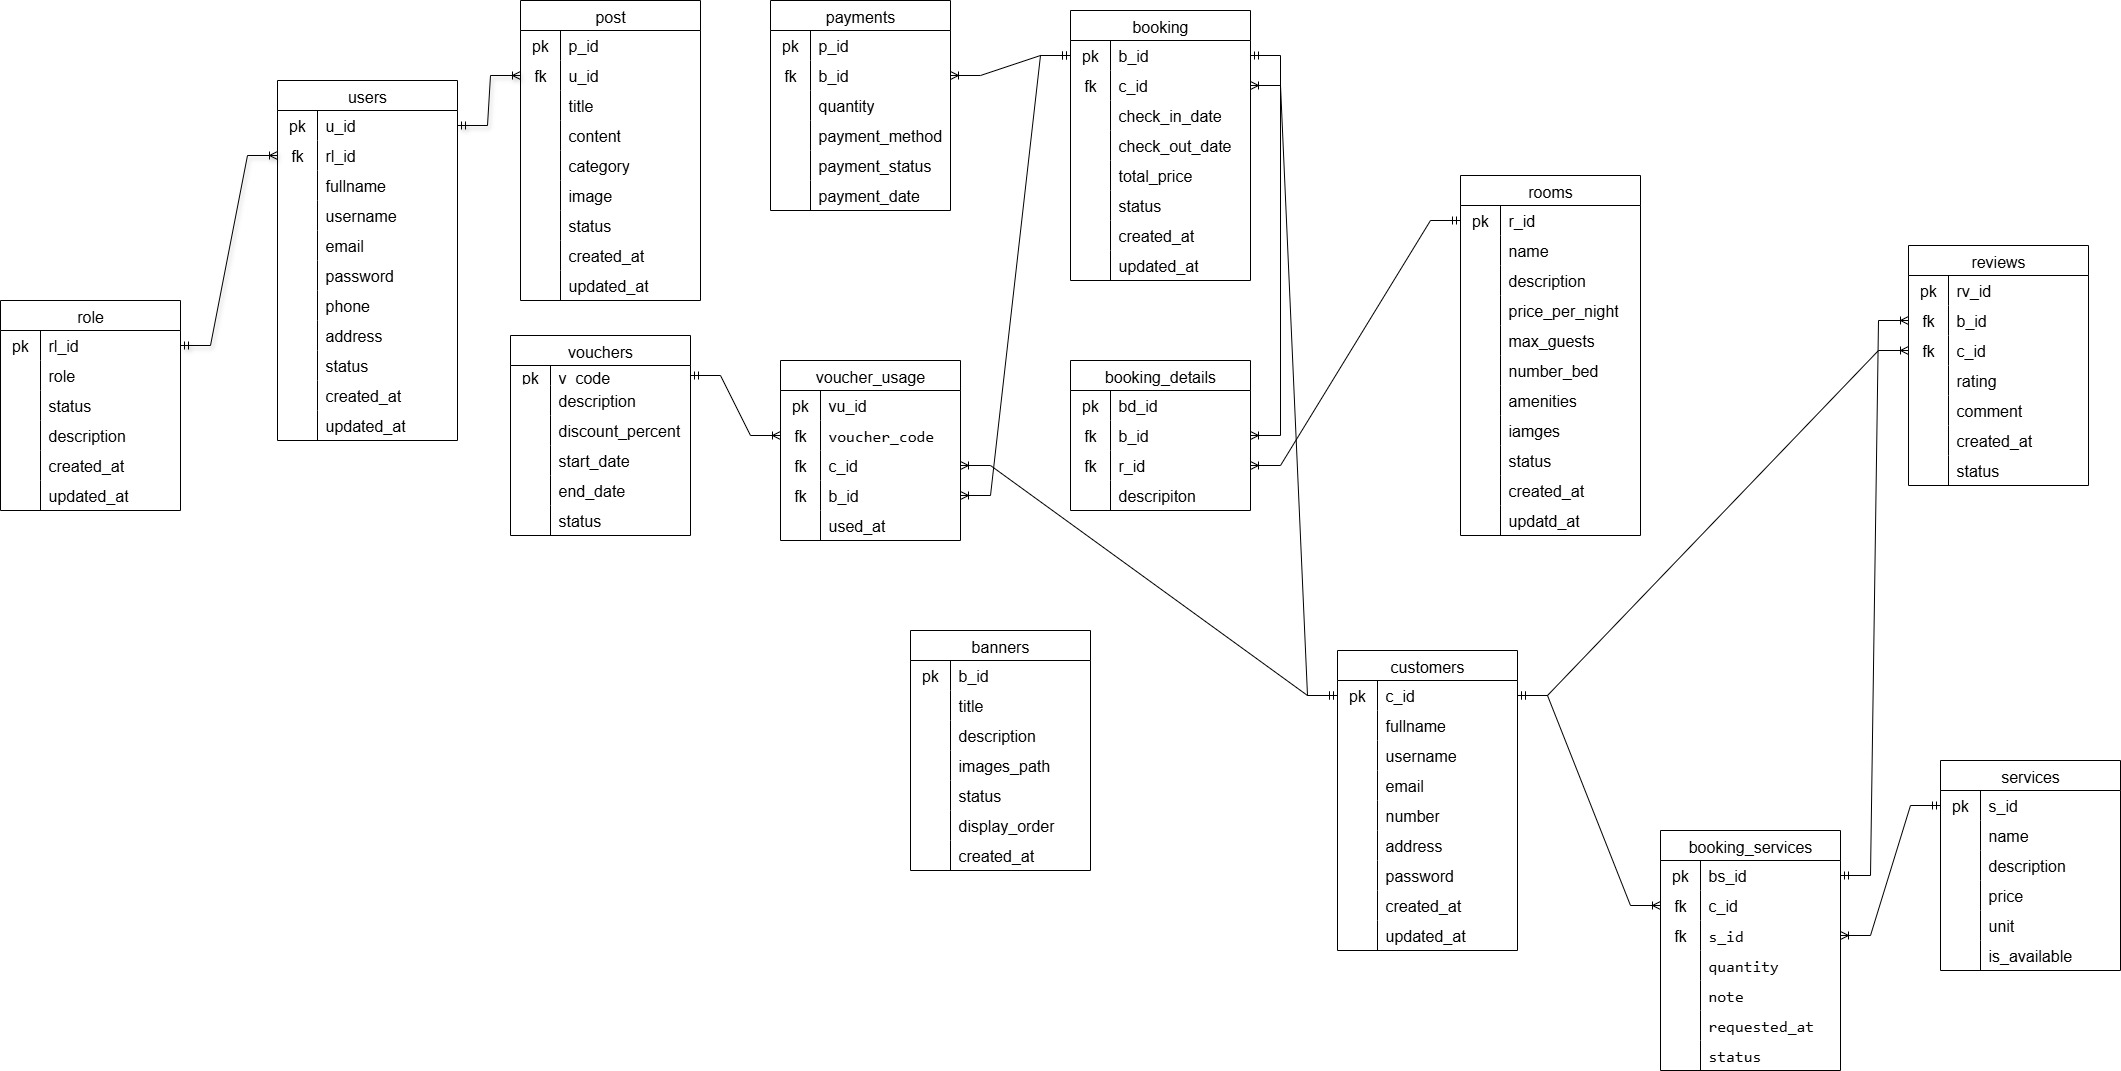 post
pk p_id
fk u_id
title
content
category
image
status
created_at
updated_at
payments
pk p_id
fk b_id
quantity
payment_method
payment_status
payment_date
booking
pk b_id
fk c_id
check_in_date
check_out_date
total_price
status
created_at
updated_at
users
pk u_id
fk rl_id
fullname
username
email
password
phone
address
status
created_at
updated_at
rooms
pk r_id
name
description
price_per_night
max_guests
number_bed
amenities
iamges
status
created_at
updatd_at
reviews
pk rv_id
fk b_id
fk c_id
rating
comment
created_at
status
role
pk rl_id
role
status
description
created_at
updated_at
vouchers
pk v_code
description
discount_percent
start_date
end_date
status
voucher_usage
pk vu_id
fk voucher_code
fk c_id
fk b_id
used_at
booking_details
pk bd_id
fk b_id
fk r_id
descripiton
banners
pk b_id
title
description
images_path
status
display_order
created_at
customers
pk c_id
fullname
username
email
number
address
password
created_at
updated_at
services
pk s_id
name
description
price
unit
is_available
booking_services
pk bs_id
fk c_id
fk s_id
quantity
note
requested_at
status